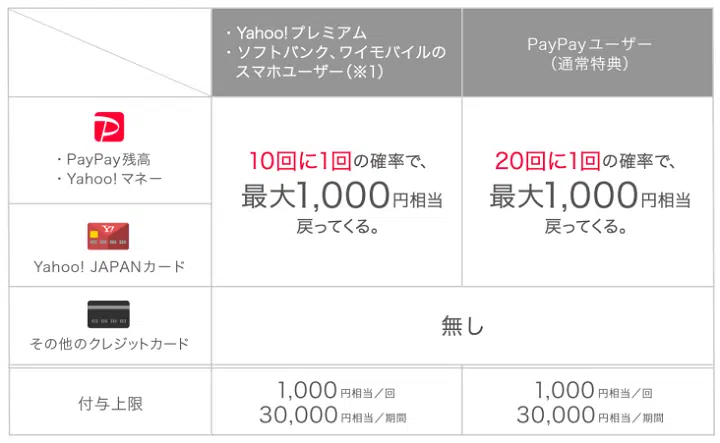 ・Yahoo!プレミアム
・ソフトバンク、ワイモバイルの
スマホユーザー(※1)
PayPayユーザー
(通常特典)
・PayPay残高
・Yahoo!マネー
10回に1回の確率で、
最大1,000円相当
戻ってくる。
20回に1回の確率で、
最大1,000円相当
戻ってくる。
Y!
Yahoo! JAPANカード
その他のクレジットカード
無し
付与上限
1,000円相当/回
30,000円相当/期間
1,000円相当/回
30,000円相当/期間